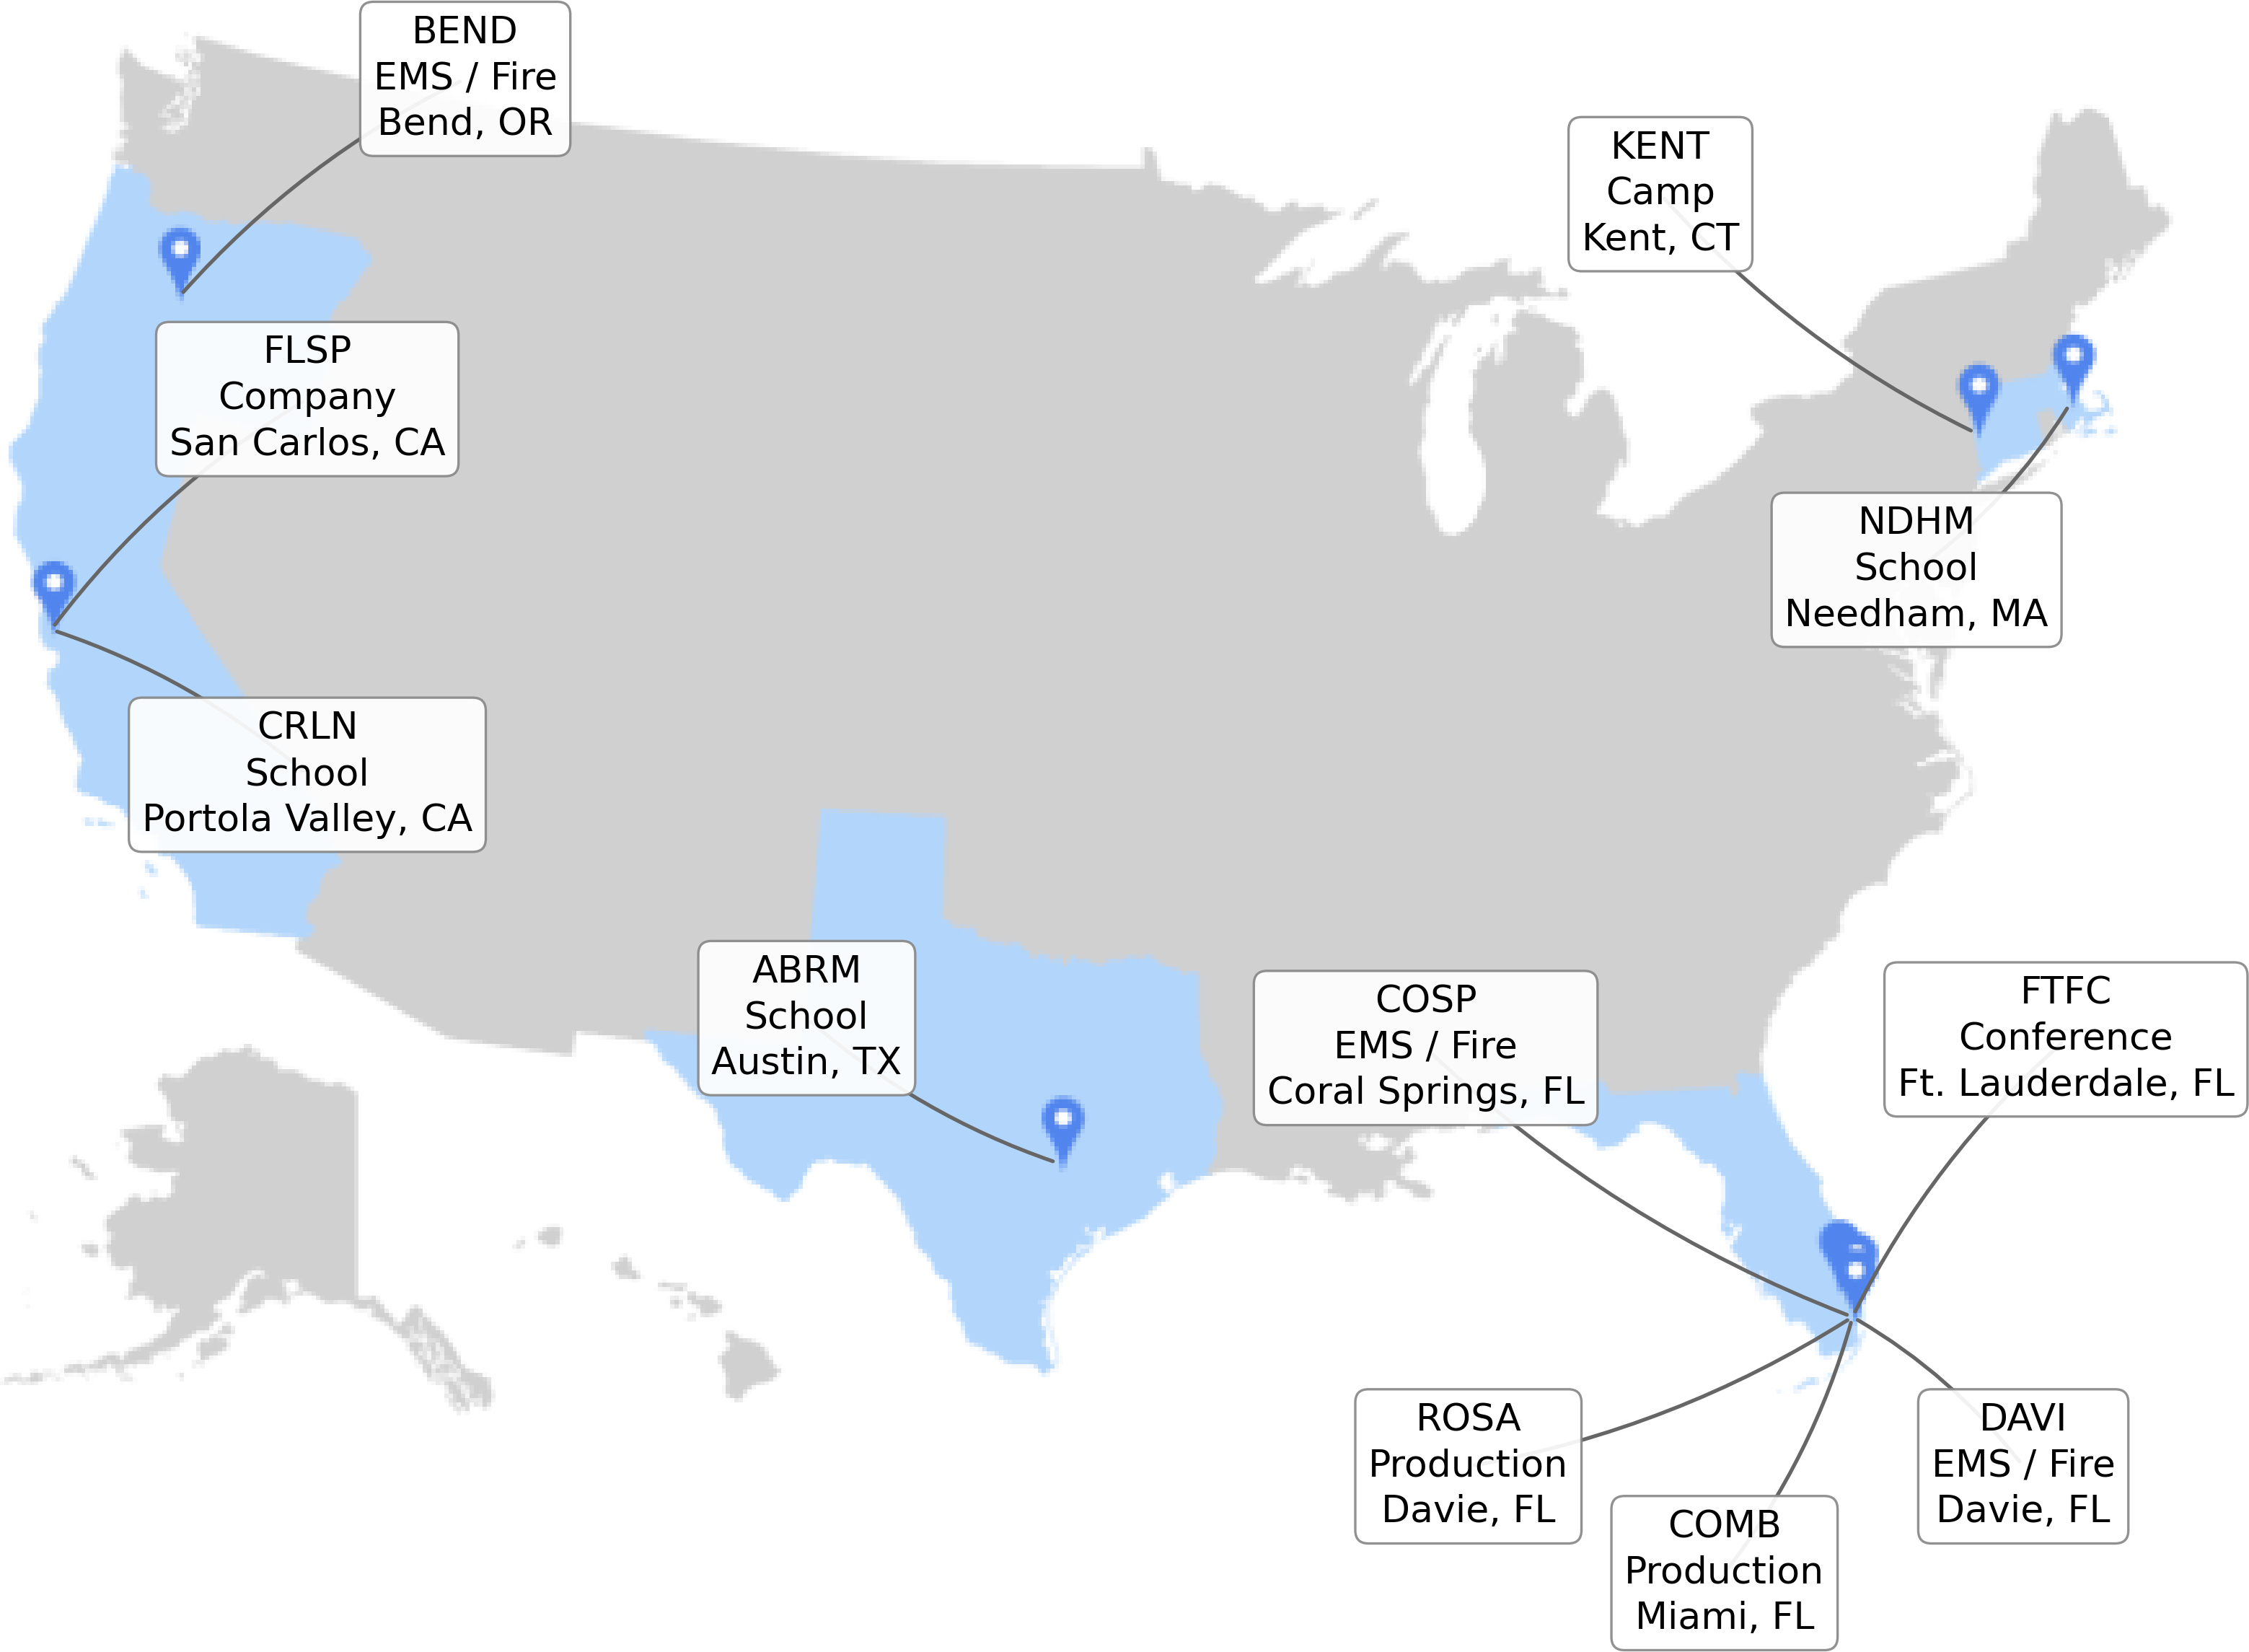 BEND
EMS / Fire
Bend, OR
KENT
Camp
Kent, CT
FLSP
Company
San Carlos, CA
NDHM
School
Needham, MA
CRLN
School
Portola Valley, CA
ABRM
School
Austin, TX
COSP
EMS / Fire
Coral Springs, FL
FTFC
Conference
Ft. Lauderdale, FL
ROSA
Production
Davie, FL
DAVI
EMS / Fire
Davie, FL
COMB
Production
Miami, FL